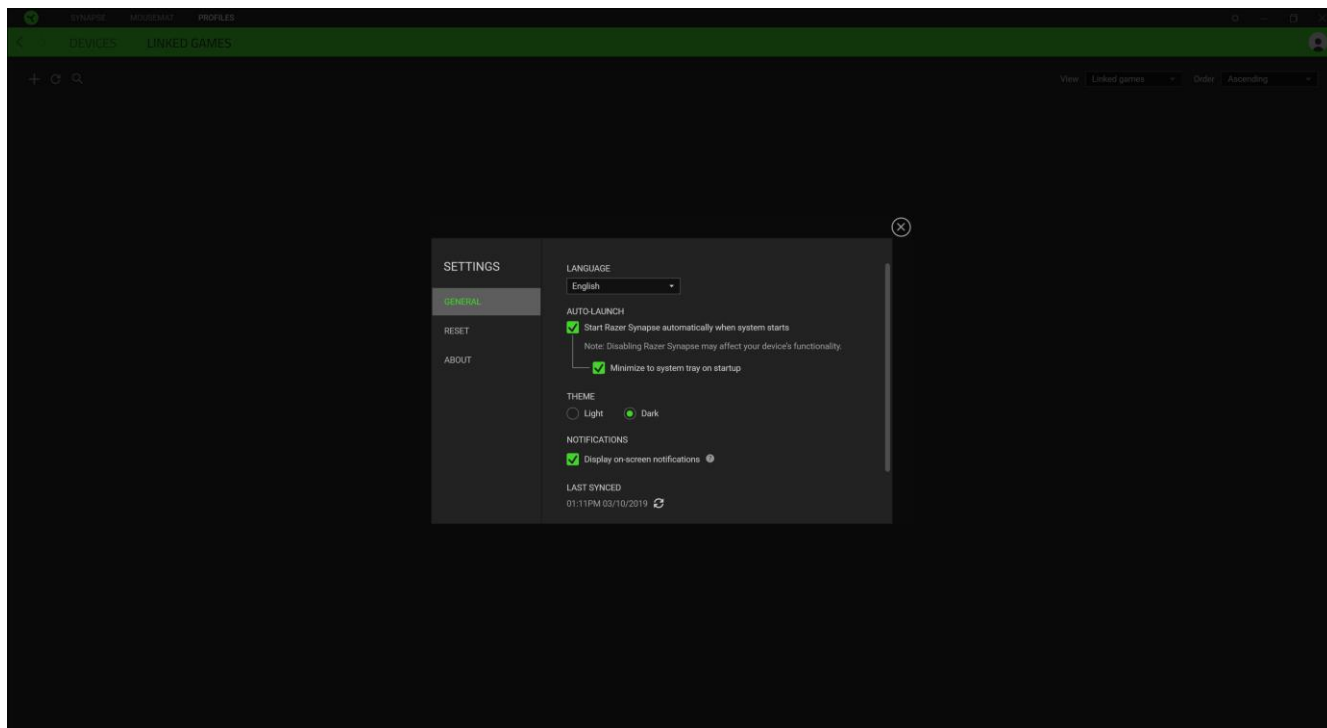 SYNAPSE MOUSEMAT PROFILES
DEVICES LINKED GAMES
View Linked games Order Ascending
SETTINGS
GENERAL
RESET
ABOUT
LANGUAGE
English
AUTO-LAUNCH
Start Razer Synapse automatically when system starts
Note: Disabling Razer Synapse may affect your device's functionality.
Minimize to system tray on startup
THEME
Light Dark
NOTIFICATIONS
Display on-screen notifications
LAST SYNCED
01:11PM 03/10/2019